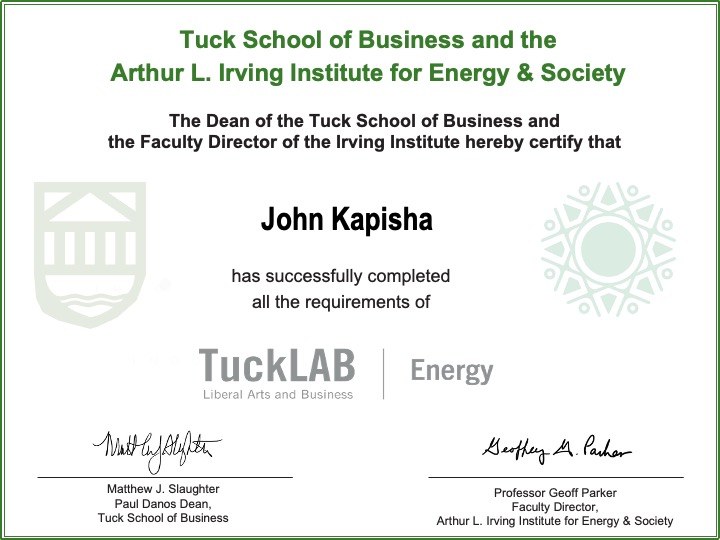 Tuck School of Business and the
Arthur L. Irving Institute for Energy & Society
The Dean of the Tuck School of Business and
the Faculty Director of the Irving Institute hereby certify that
John Kapisha
has successfully completed
all the requirements of
TuckLAB | Energy
Liberal Arts and Business
Matthew J. Slaughter
Paul Danos Dean,
Tuck School of Business
Geoffrey G. Parker
Professor Geoff Parker
Faculty Director,
Arthur L. Irving Institute for Energy & Society